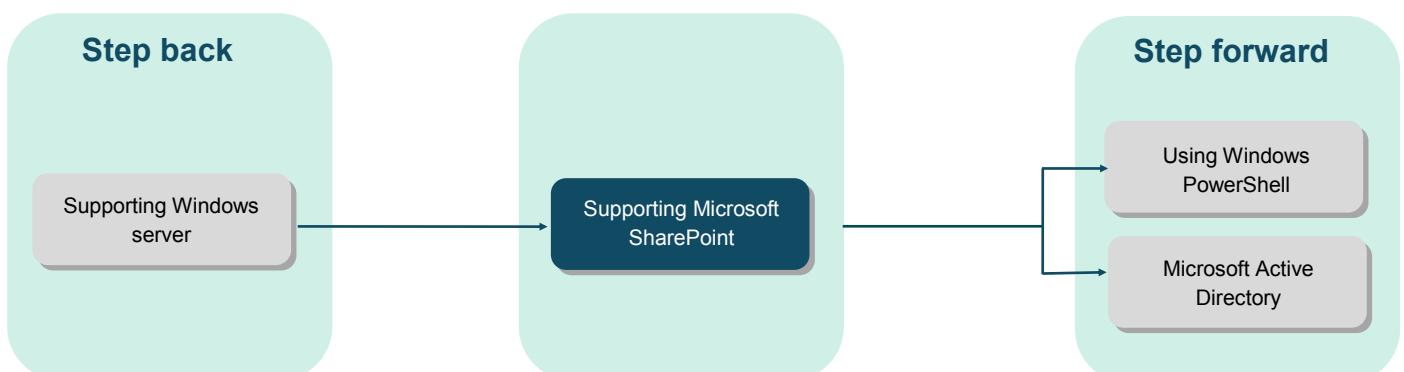 Step back
Supporting Windows
server
Supporting Microsoft
SharePoint
Step forward
Using Windows
PowerShell
Microsoft Active
Directory